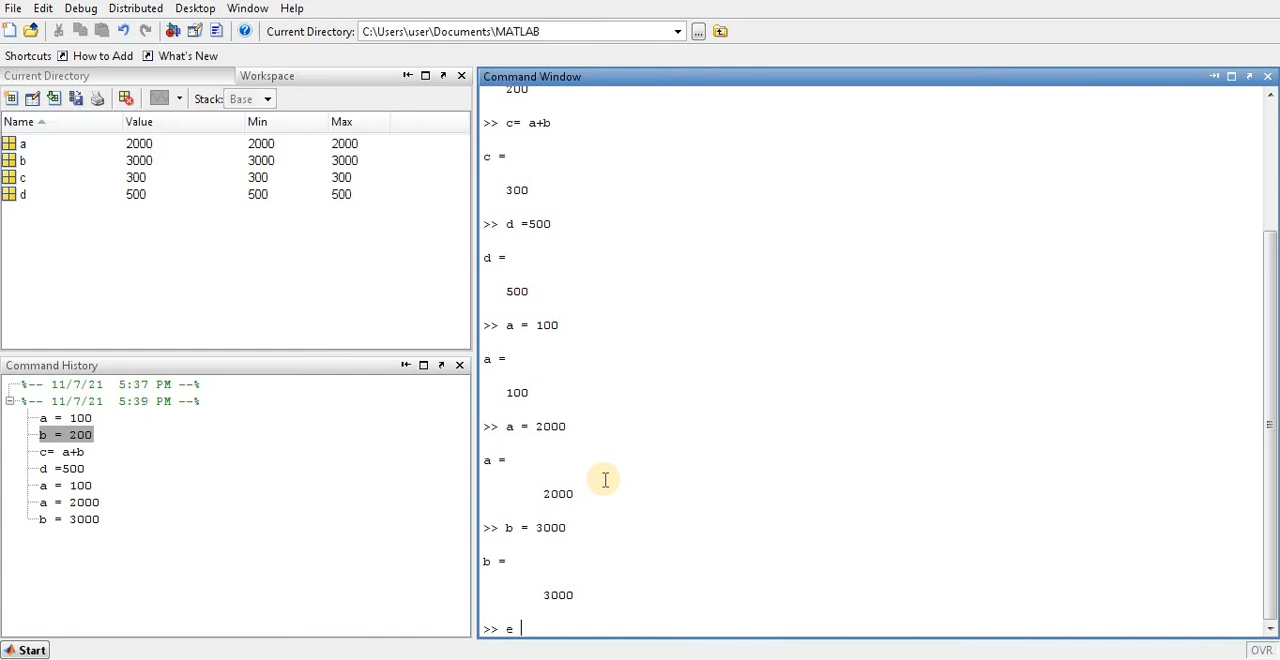 File Edit Debug Distributed Desktop Window Help
Current Directory: C:\Users\user\Documents\MATLAB ...
Shortcuts How to Add What's New
Current Directory Workspace
Stack: Base
Name Value Min Max
a 2000 2000 2000
b 3000 3000 3000
c 300 300 300
d 500 500 500
Command History
%-- 11/7/21 5:37 PM --%
%-- 11/7/21 5:39 PM --%
a = 100
b = 200
c= a+b
d =500
a = 100
a = 2000
b = 3000
Command Window
200
>> c= a+b
c =
300
>> d =500
d =
500
>> a = 100
a =
100
>> a = 2000
a =
2000
>> b = 3000
b =
3000
>> e
Start
OVR